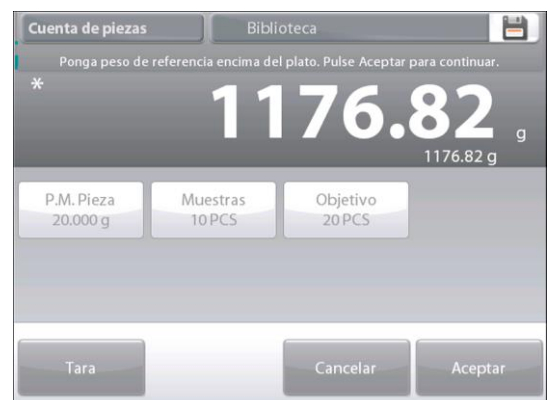 Cuenta de piezas Biblioteca
Ponga peso de referencia encima del plato. Pulse Aceptar para continuar.
*
1176.82 g
1176.82 g
P.M. Pieza Muestras Objetivo
20.000 g 10 PCS 20 PCS
Tara Cancelar Aceptar